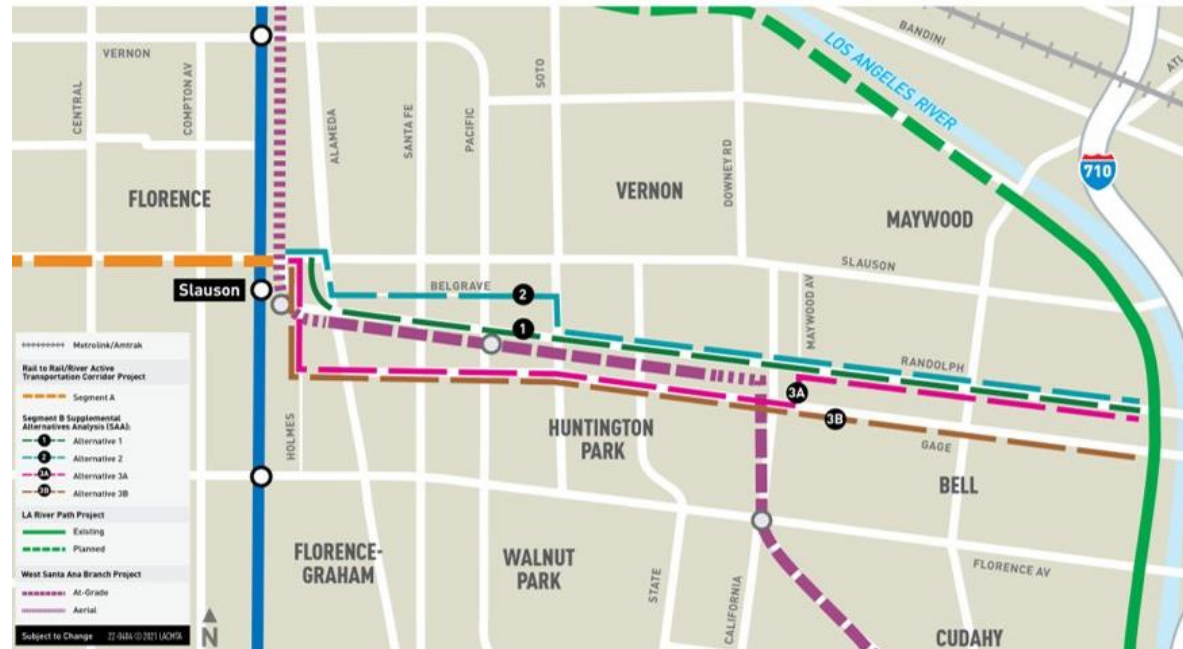 VERNON
CENTRAL
COMPTON AV
ALAMEDA
SANTA FE
PACIFIC
SOTO
DOWNEY RD
BANDINI
LOS ANGELES RIVER
710
FLORENCE
VERNON
MAYWOOD
SLAUSON
Slauson
BELGRAVE
2
1
MAYWOOD AV
RANDOLPH
3A
3B
GAGE
HOLMES
HUNTINGTON
PARK
BELL
FLORENCE-
GRAHAM
WALNUT
PARK
STATE
CALIFORNIA
FLORENCE AV
CUDAHY
Metrolink/Amtrak
Rail to Rail/River Active
Transportation Corridor Project
Segment A
Segment B Supplemental
Alternatives Analysis (SAA):
1 Alternative 1
2 Alternative 2
3A Alternative 3A
3B Alternative 3B
LA River Path Project
Existing
Planned
West Santa Ana Branch Project
At-Grade
Aerial
Subject to Change 22-0484 © 2021 LACMTA
N